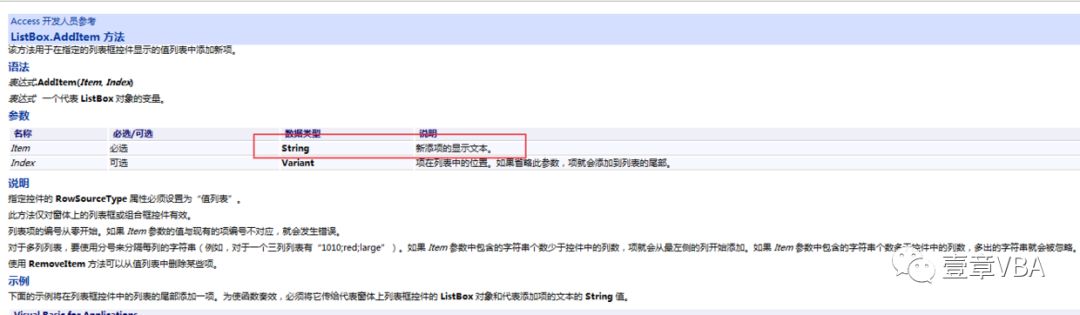 Access 开发人员参考
ListBox.AddItem 方法
该方法用于在指定的列表框控件显示的值列表中添加新项。
语法
表达式.AddItem(Item, Index)
表达式 一个代表 ListBox 对象的变量。
参数
名称 必选/可选 数据类型 说明
Item 必选 String 新添项的显示文本。
Index 可选 Variant 项在列表中的位置。如果省略此参数，项就会添加到列表的尾部。
说明
指定控件的 RowSourceType 属性必须设置为“值列表”。
此方法仅对窗体上的列表框或组合框控件有效。
列表项的编号从零开始。如果 Item 参数的值与现有的项编号不对应，就会发生错误。
对于多列列表，要使用分号来分隔每列的字符串（例如，对于一个三列列表有“1010;red;large”）。如果 Item 参数中包含的字符串个数少于控件中的列数，项就会从最左侧的列开始添加。如果 Item 参数中包含的字符串个数多于控件中的列数，多出的字符串就会被忽略。
使用 RemoveItem 方法可以从值列表中删除某些项。
壹章VBA
示例
下面的示例将在列表框控件中的列表的尾部添加一项。为使函数奏效，必须将它传给代表窗体上列表框控件的 ListBox 对象和代表添加项的文本的 String 值。
Visual Basic for Applications